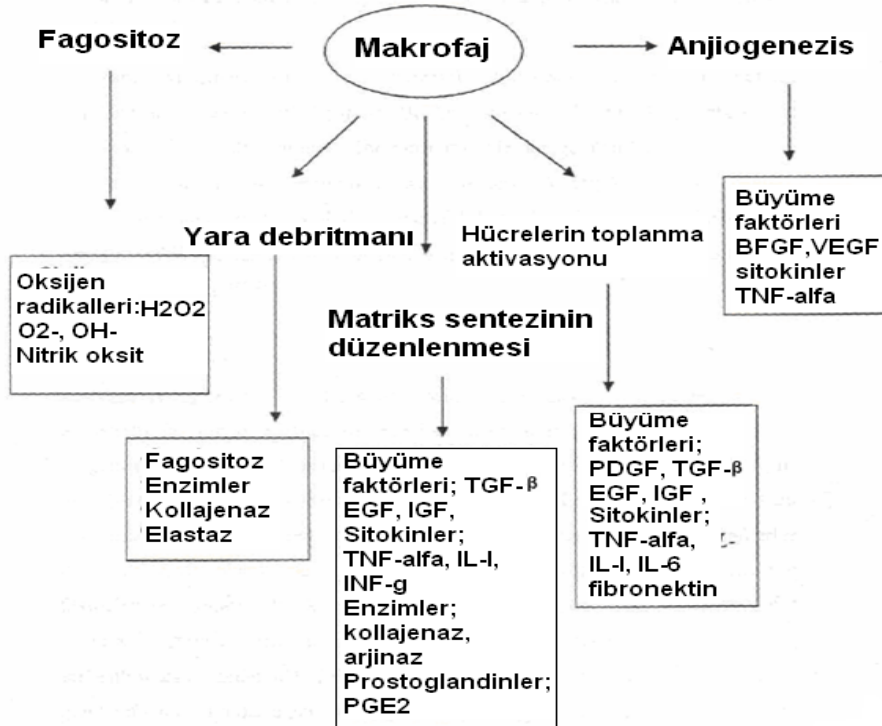 Makrofaj
Fagositoz
Anjiogenezis
Yara debritmanı
Hücrelerin toplanma
aktivasyonu
Matriks sentezinin
düzenlenmesi
Oksijen
radikalleri:H2O2
O2-, OH-
Nitrik oksit
Fagositoz
Enzimler
Kollajenaz
Elastaz
Büyüme
faktörleri; TGF-β
EGF, IGF,
Sitokinler;
TNF-alfa, IL-I,
INF-g
Enzimler;
kollajenaz,
arjinaz
Prostoglandinler;
PGE2
Büyüme
faktörleri;
PDGF, TGF-β
EGF, IGF ,
Sitokinler;
TNF-alfa,
IL-I, IL-6
fibronektin
Büyüme
faktörleri
BFGF,VEGF
sitokinler
TNF-alfa